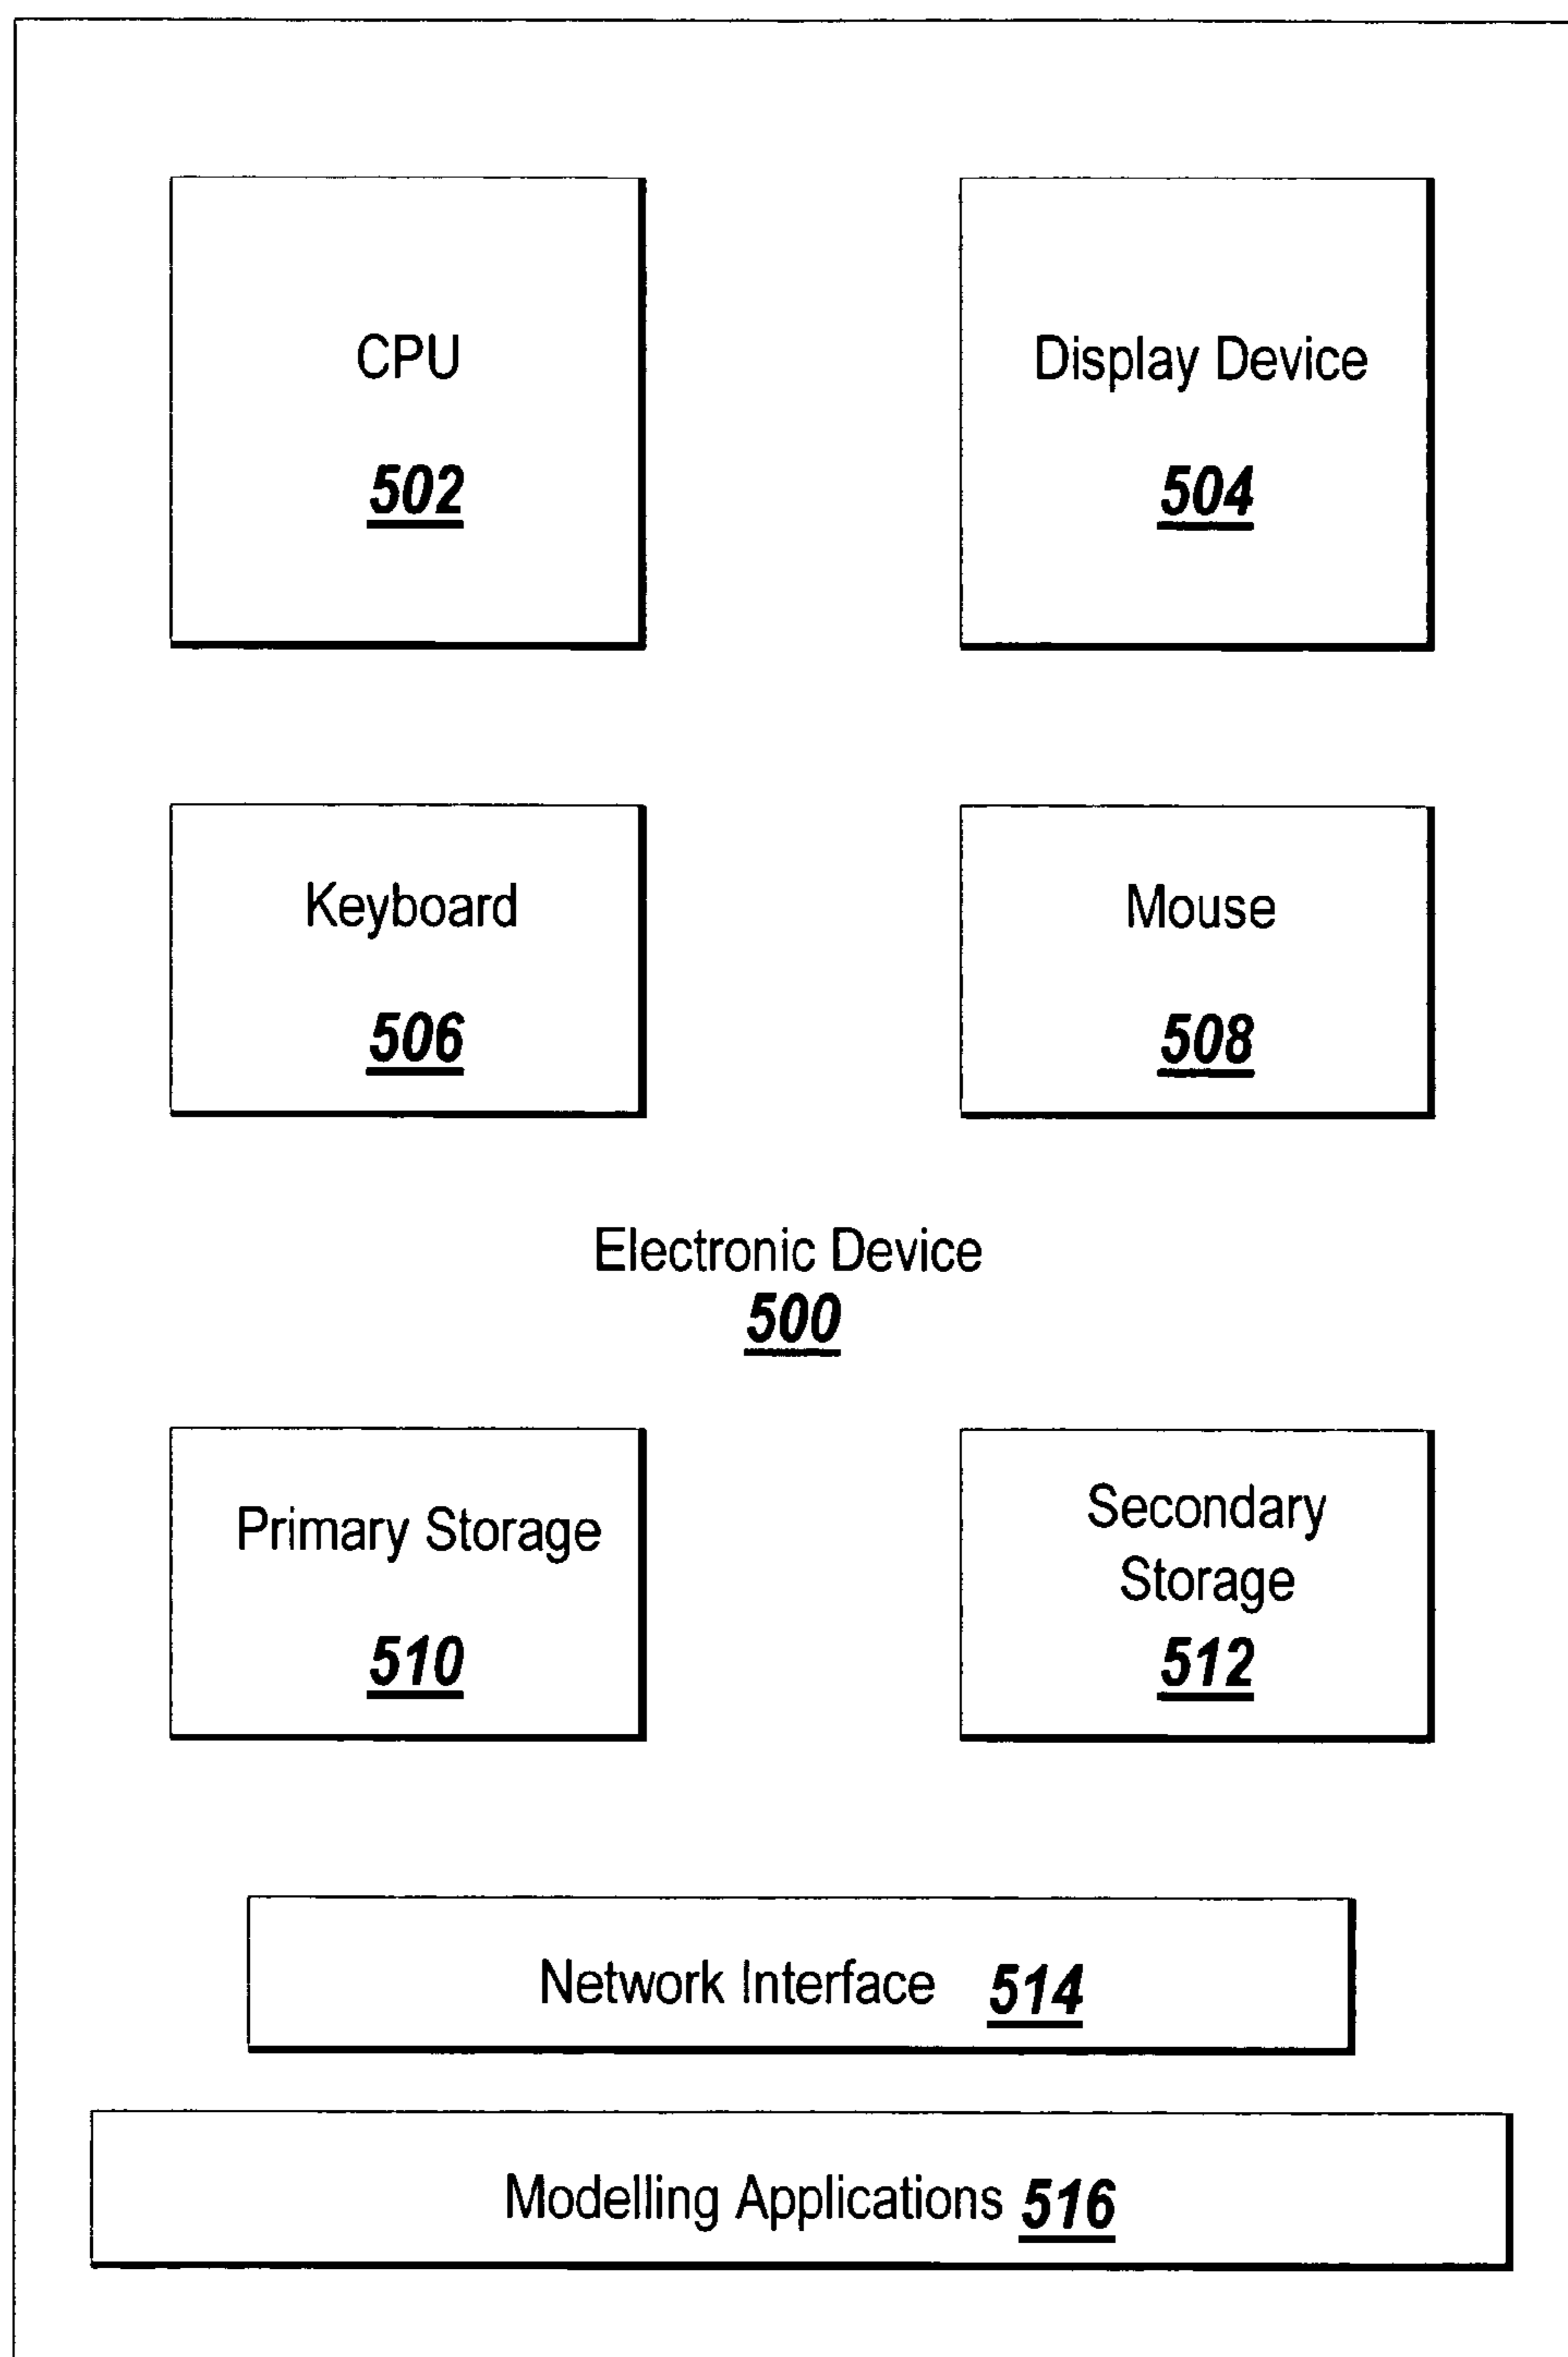 CPU
502
Display Device
504
Keyboard
506
Mouse
508
Electronic Device
500
Primary Storage
510
Secondary
Storage
512
Network Interface 514
Modelling Applications 516